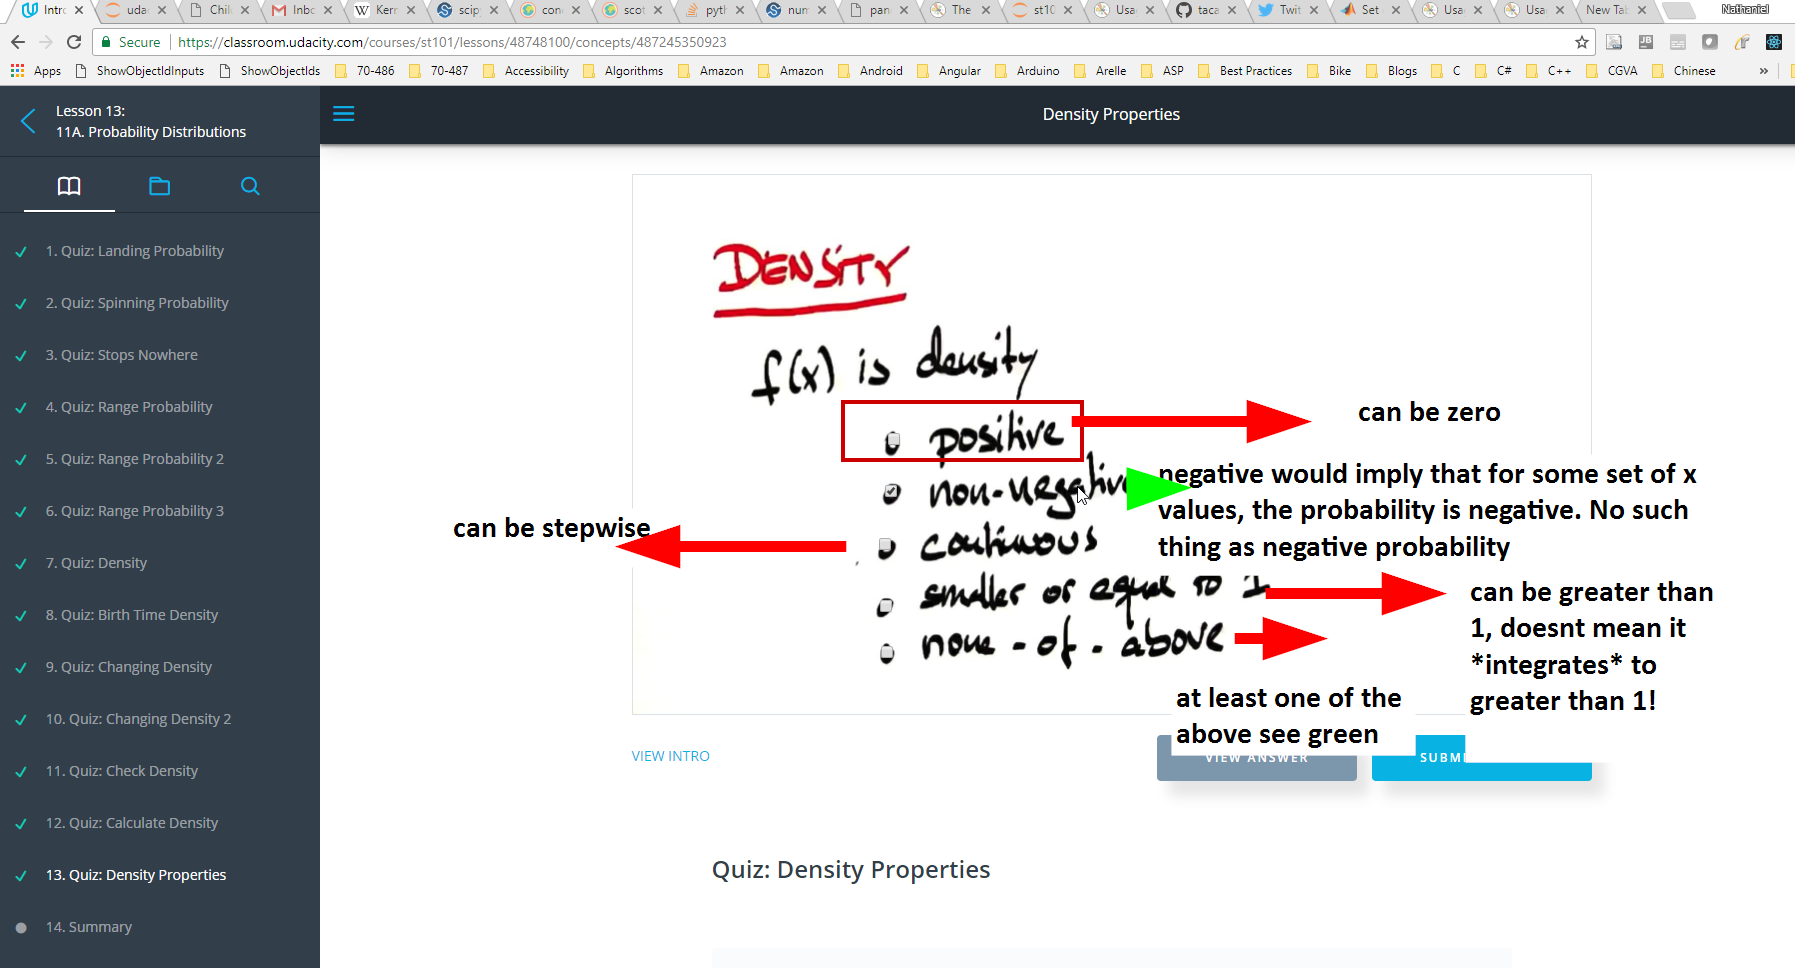 Intro
uda
Chil
Inbo
Kern
scip
cond
scot
pyth
num
pan
The
st10
Usa
taca
Twit
Set
Usa
Usa
New Tab
Nathaniel
Secure https://classroom.udacity.com/courses/st101/lessons/48748100/concepts/487245350923
Apps ShowObjectIdInputs ShowObjectIds 70-486 70-487 Accessibility Algorithms Amazon Amazon Android Angular Arduino Arelle ASP Best Practices Bike Blogs C C# C++ CGVA Chinese »
Lesson 13:
11A. Probability Distributions
Density Properties
1. Quiz: Landing Probability
2. Quiz: Spinning Probability
3. Quiz: Stops Nowhere
4. Quiz: Range Probability
5. Quiz: Range Probability 2
6. Quiz: Range Probability 3
7. Quiz: Density
8. Quiz: Birth Time Density
9. Quiz: Changing Density
10. Quiz: Changing Density 2
11. Quiz: Check Density
12. Quiz: Calculate Density
13. Quiz: Density Properties
14. Summary
DENSITY
f(x) is density
positive
can be zero
non-negative
negative would imply that for some set of x
values, the probability is negative. No such
thing as negative probability
can be stepwise
continuous
smaller or equal to 1
can be greater than
1, doesnt mean it
*integrates* to
greater than 1!
none-of-above
at least one of the
above see green
VIEW INTRO
VIEW ANSWER
SUBM
Quiz: Density Properties